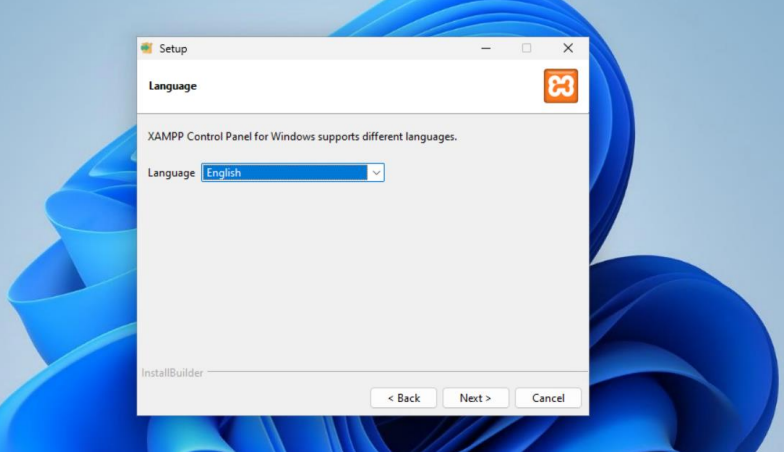 Setup
Language
XAMPP Control Panel for Windows supports different languages.
Language English
InstallBuilder
< Back Next > Cancel